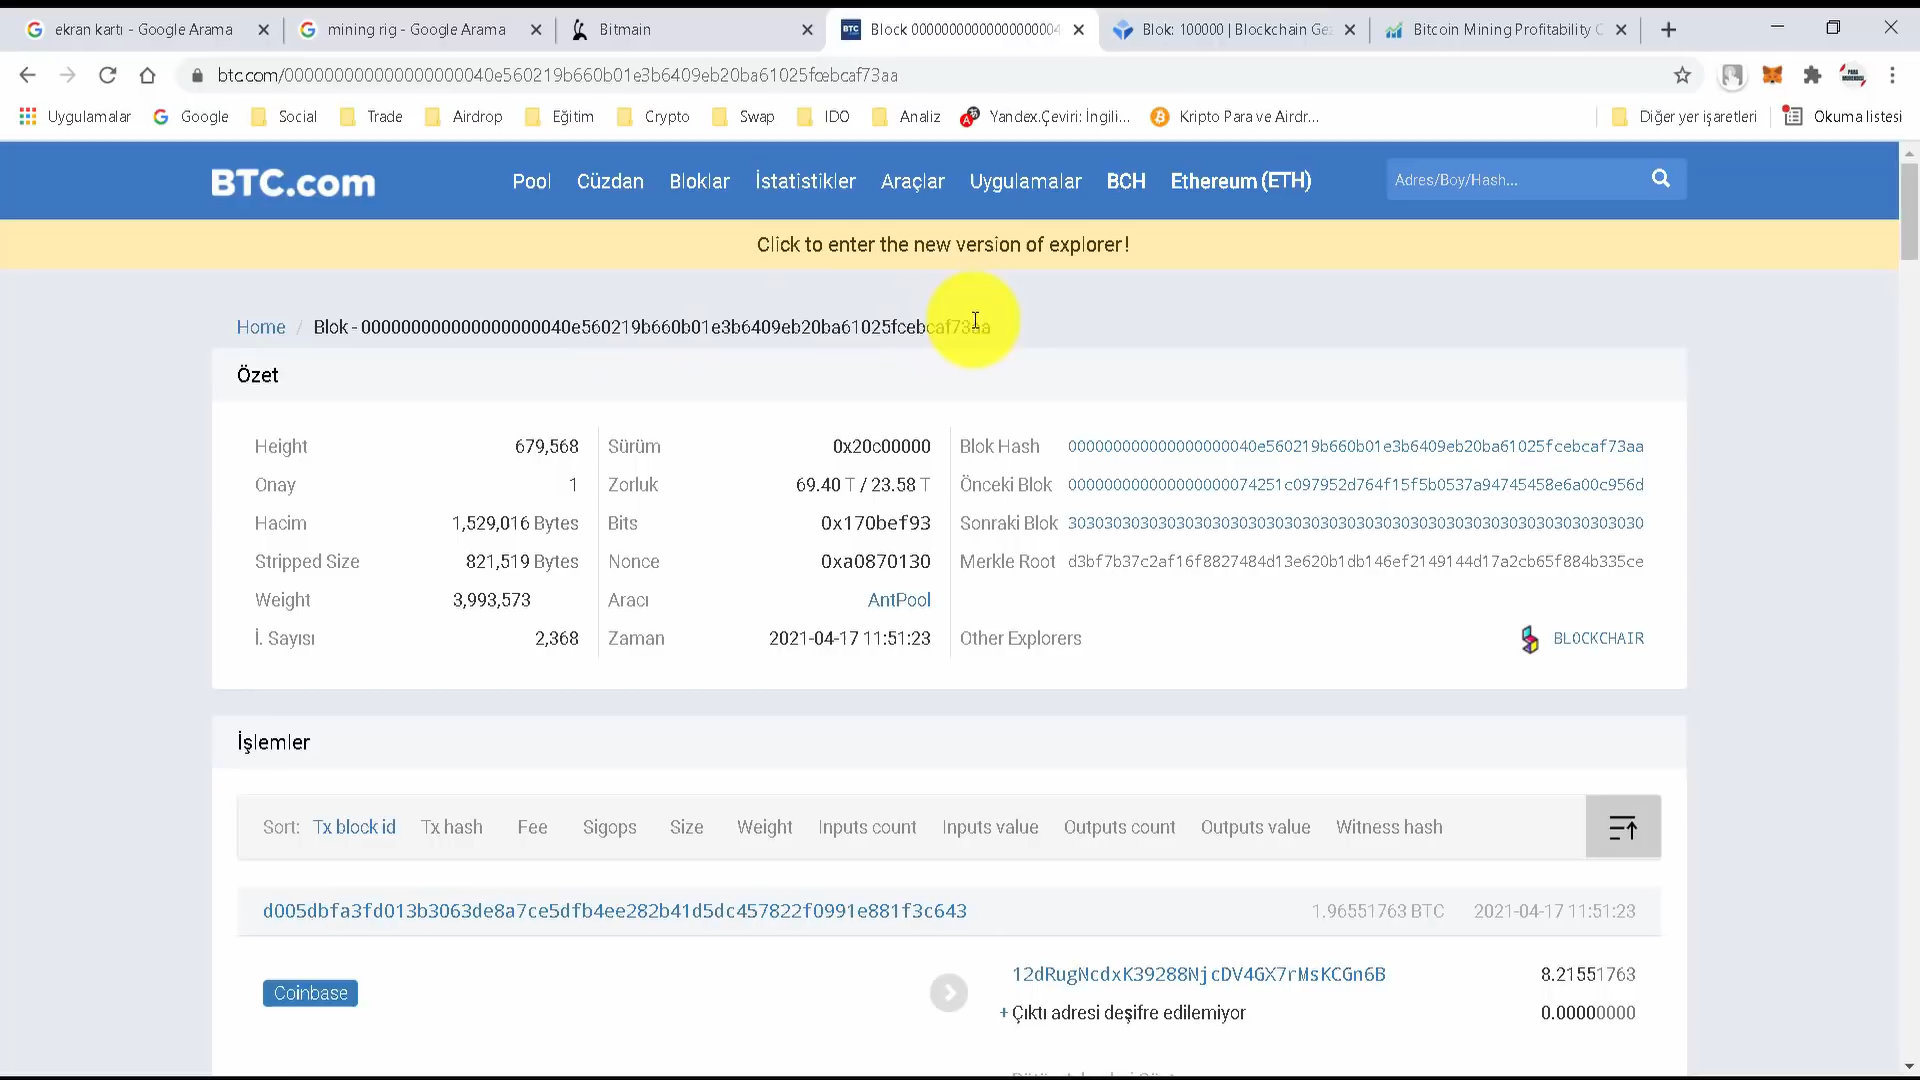 ekran kartı - Google Arama
mining rig - Google Arama
Bitmain
Block 00000000000000000004
Blok: 100000 | Blockchain Gez
Bitcoin Mining Profitability C
btc.com/0000000000000000000040e560219b660b01e3b6409eb20ba61025fcebcaf73aa
Uygulamalar Google Social Trade Airdrop Eğitim Crypto Swap IDO Analiz Yandex.Çeviri: İngili... Kripto Para ve Airdr... Diğer yer işaretleri Okuma listesi
BTC.com Pool Cüzdan Bloklar İstatistikler Araçlar Uygulamalar BCH Ethereum (ETH) Adres/Boy/Hash...
Click to enter the new version of explorer!
Home / Blok - 0000000000000000000040e560219b660b01e3b6409eb20ba61025fcebcaf73aa
Özet
Height 679,568 Sürüm 0x20c00000 Blok Hash 0000000000000000000040e560219b660b01e3b6409eb20ba61025fcebcaf73aa
Onay 1 Zorluk 69.40 T / 23.58 T Önceki Blok 00000000000000000074251c097952d764f15f5b0537a94745458e6a00c956d
Hacim 1,529,016 Bytes Bits 0x170bef93 Sonraki Blok 3030303030303030303030303030303030303030303030303030303030303030
Stripped Size 821,519 Bytes Nonce 0xa0870130 Merkle Root d3bf7b37c2af16f8827484d13e620b1db146ef2149144d17a2cb65f884b335ce
Weight 3,993,573 Aracı AntPool
İ. Sayısı 2,368 Zaman 2021-04-17 11:51:23 Other Explorers BLOCKCHAIR
İşlemler
Sort: Tx block id Tx hash Fee Sigops Size Weight Inputs count Inputs value Outputs count Outputs value Witness hash
d005dbfa3fd013b3063de8a7ce5dfb4ee282b41d5dc457822f0991e881f3c643 1.96551763 BTC 2021-04-17 11:51:23
12dRugNcdxK39288NjcDV4GX7rMsKCGn6B 8.21551763
Coinbase
+ Çıktı adresi deşifre edilemiyor 0.00000000